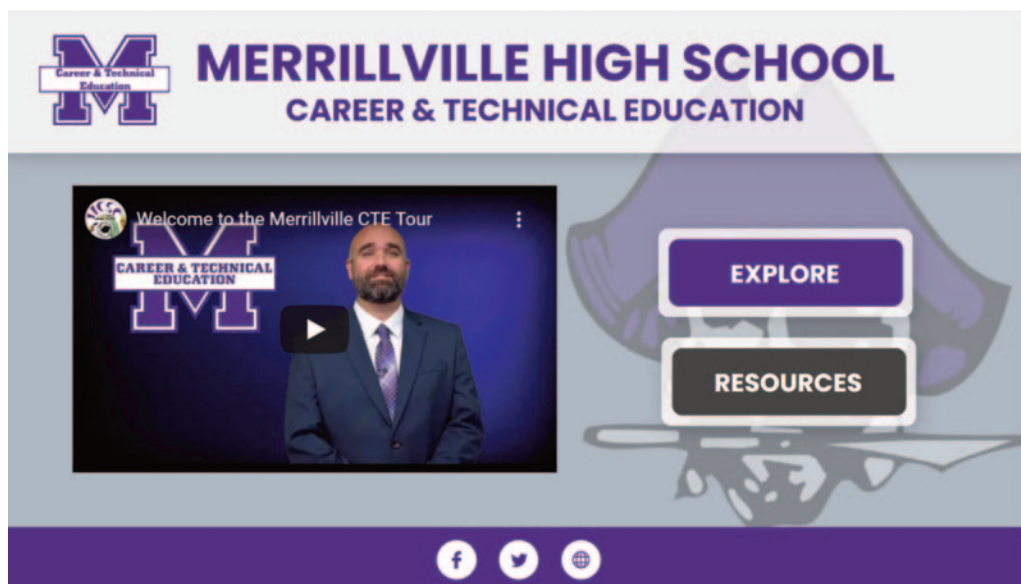 Career & Technical
Education
MERRILLVILLE HIGH SCHOOL
CAREER & TECHNICAL EDUCATION
Welcome to the Merrillville CTE Tour
CAREER & TECHNICAL
EDUCATION
EXPLORE
RESOURCES